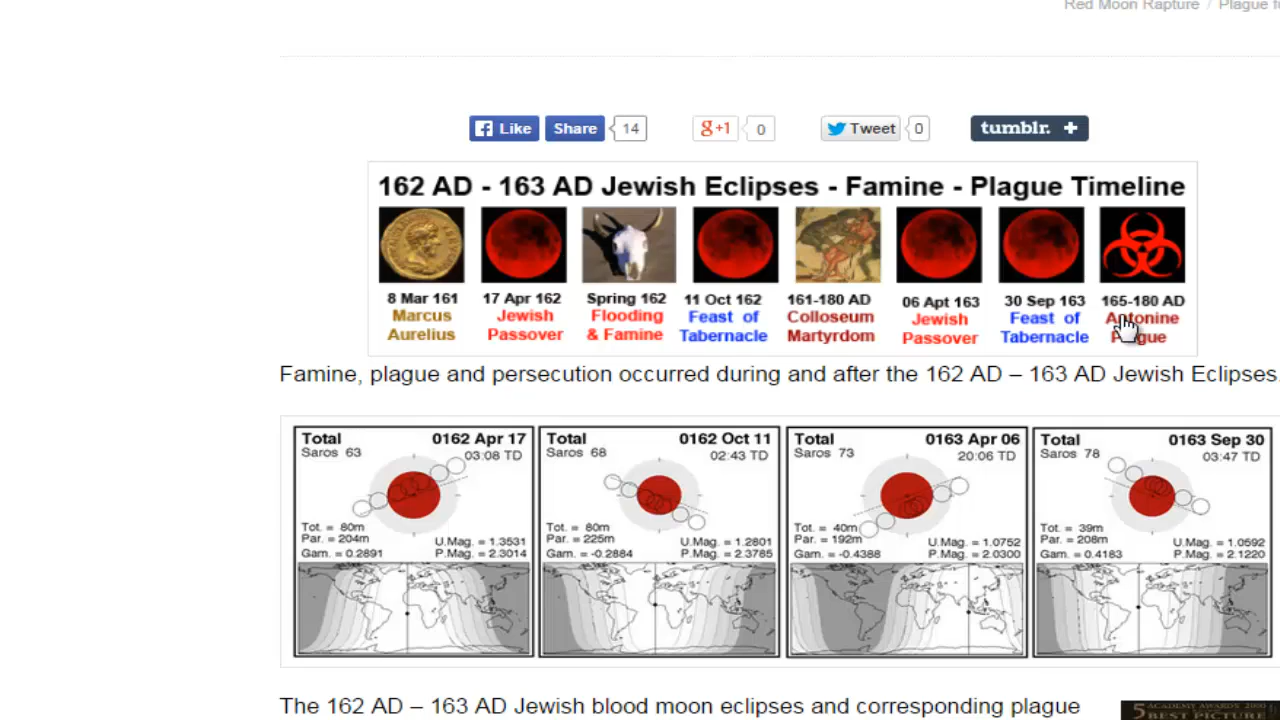 Red Moon Rapture / Plague f
Like Share 14 g+1 0 Tweet 0 tumblr. +
162 AD - 163 AD Jewish Eclipses - Famine - Plague Timeline
8 Mar 161 17 Apr 162 Spring 162 11 Oct 162 161-180 AD 06 Apt 163 30 Sep 163 165-180 AD
Marcus Jewish Flooding Feast of Colloseum Jewish Feast of Antonine
Aurelius Passover & Famine Tabernacle Martyrdom Passover Tabernacle Plague
Famine, plague and persecution occurred during and after the 162 AD – 163 AD Jewish Eclipses
Total 0162 Apr 17 Total 0162 Oct 11 Total 0163 Apr 06 Total 0163 Sep 30
Saros 63 03:08 TD Saros 68 02:43 TD Saros 73 20:06 TD Saros 78 03:47 TD
Tot. = 80m Tot. = 80m Tot. = 40m Tot. = 39m
Par. = 204m U.Mag. = 1.3531 Par. = 225m U.Mag. = 1.2801 Par. = 192m U.Mag. = 1.0752 Par. = 208m U.Mag. = 1.0592
Gam. = 0.2891 P.Mag. = 2.3014 Gam. = -0.2884 P.Mag. = 2.3785 Gam. = -0.4388 P.Mag. = 2.0300 Gam. = 0.4183 P.Mag. = 2.1220
The 162 AD – 163 AD Jewish blood moon eclipses and corresponding plague
5 ACADEMY AWARDS 2000
BEST PICTURE